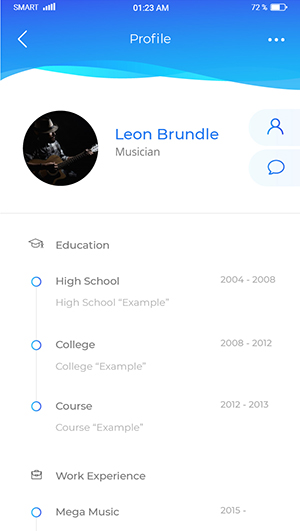 SMART 01:23 AM 72 %
Profile
Leon Brundle
Musician
Education
High School 2004 - 2008
High School “Example”
College 2008 - 2012
College “Example”
Course 2012 - 2013
Course “Example”
Work Experience
Mega Music 2015 -